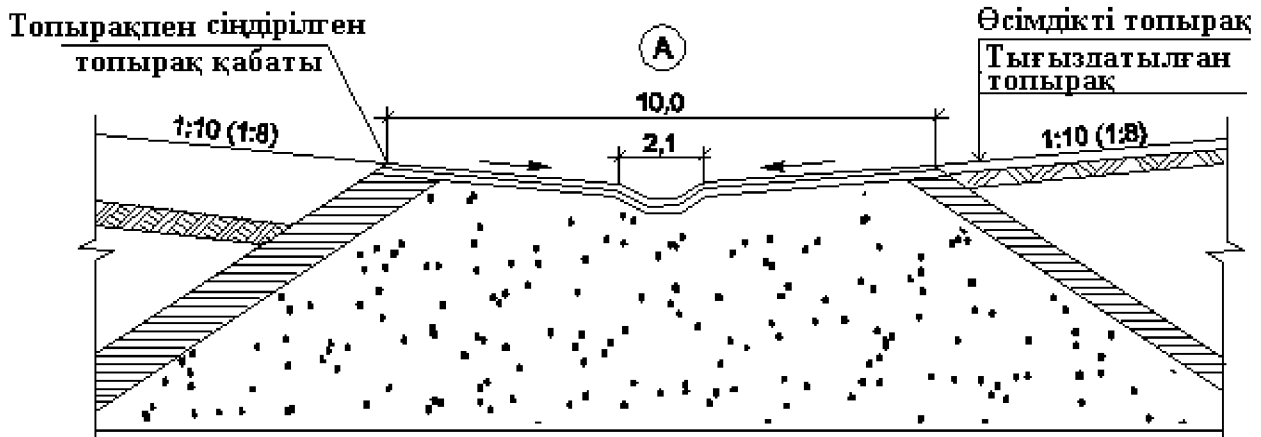 Топырақпен сіңдірілген
топырақ қабаты
А
Өсімдікті топырақ
Тығыздатылған
топырақ
10,0
2,1
1:10 (1:8)
1:10 (1:8)